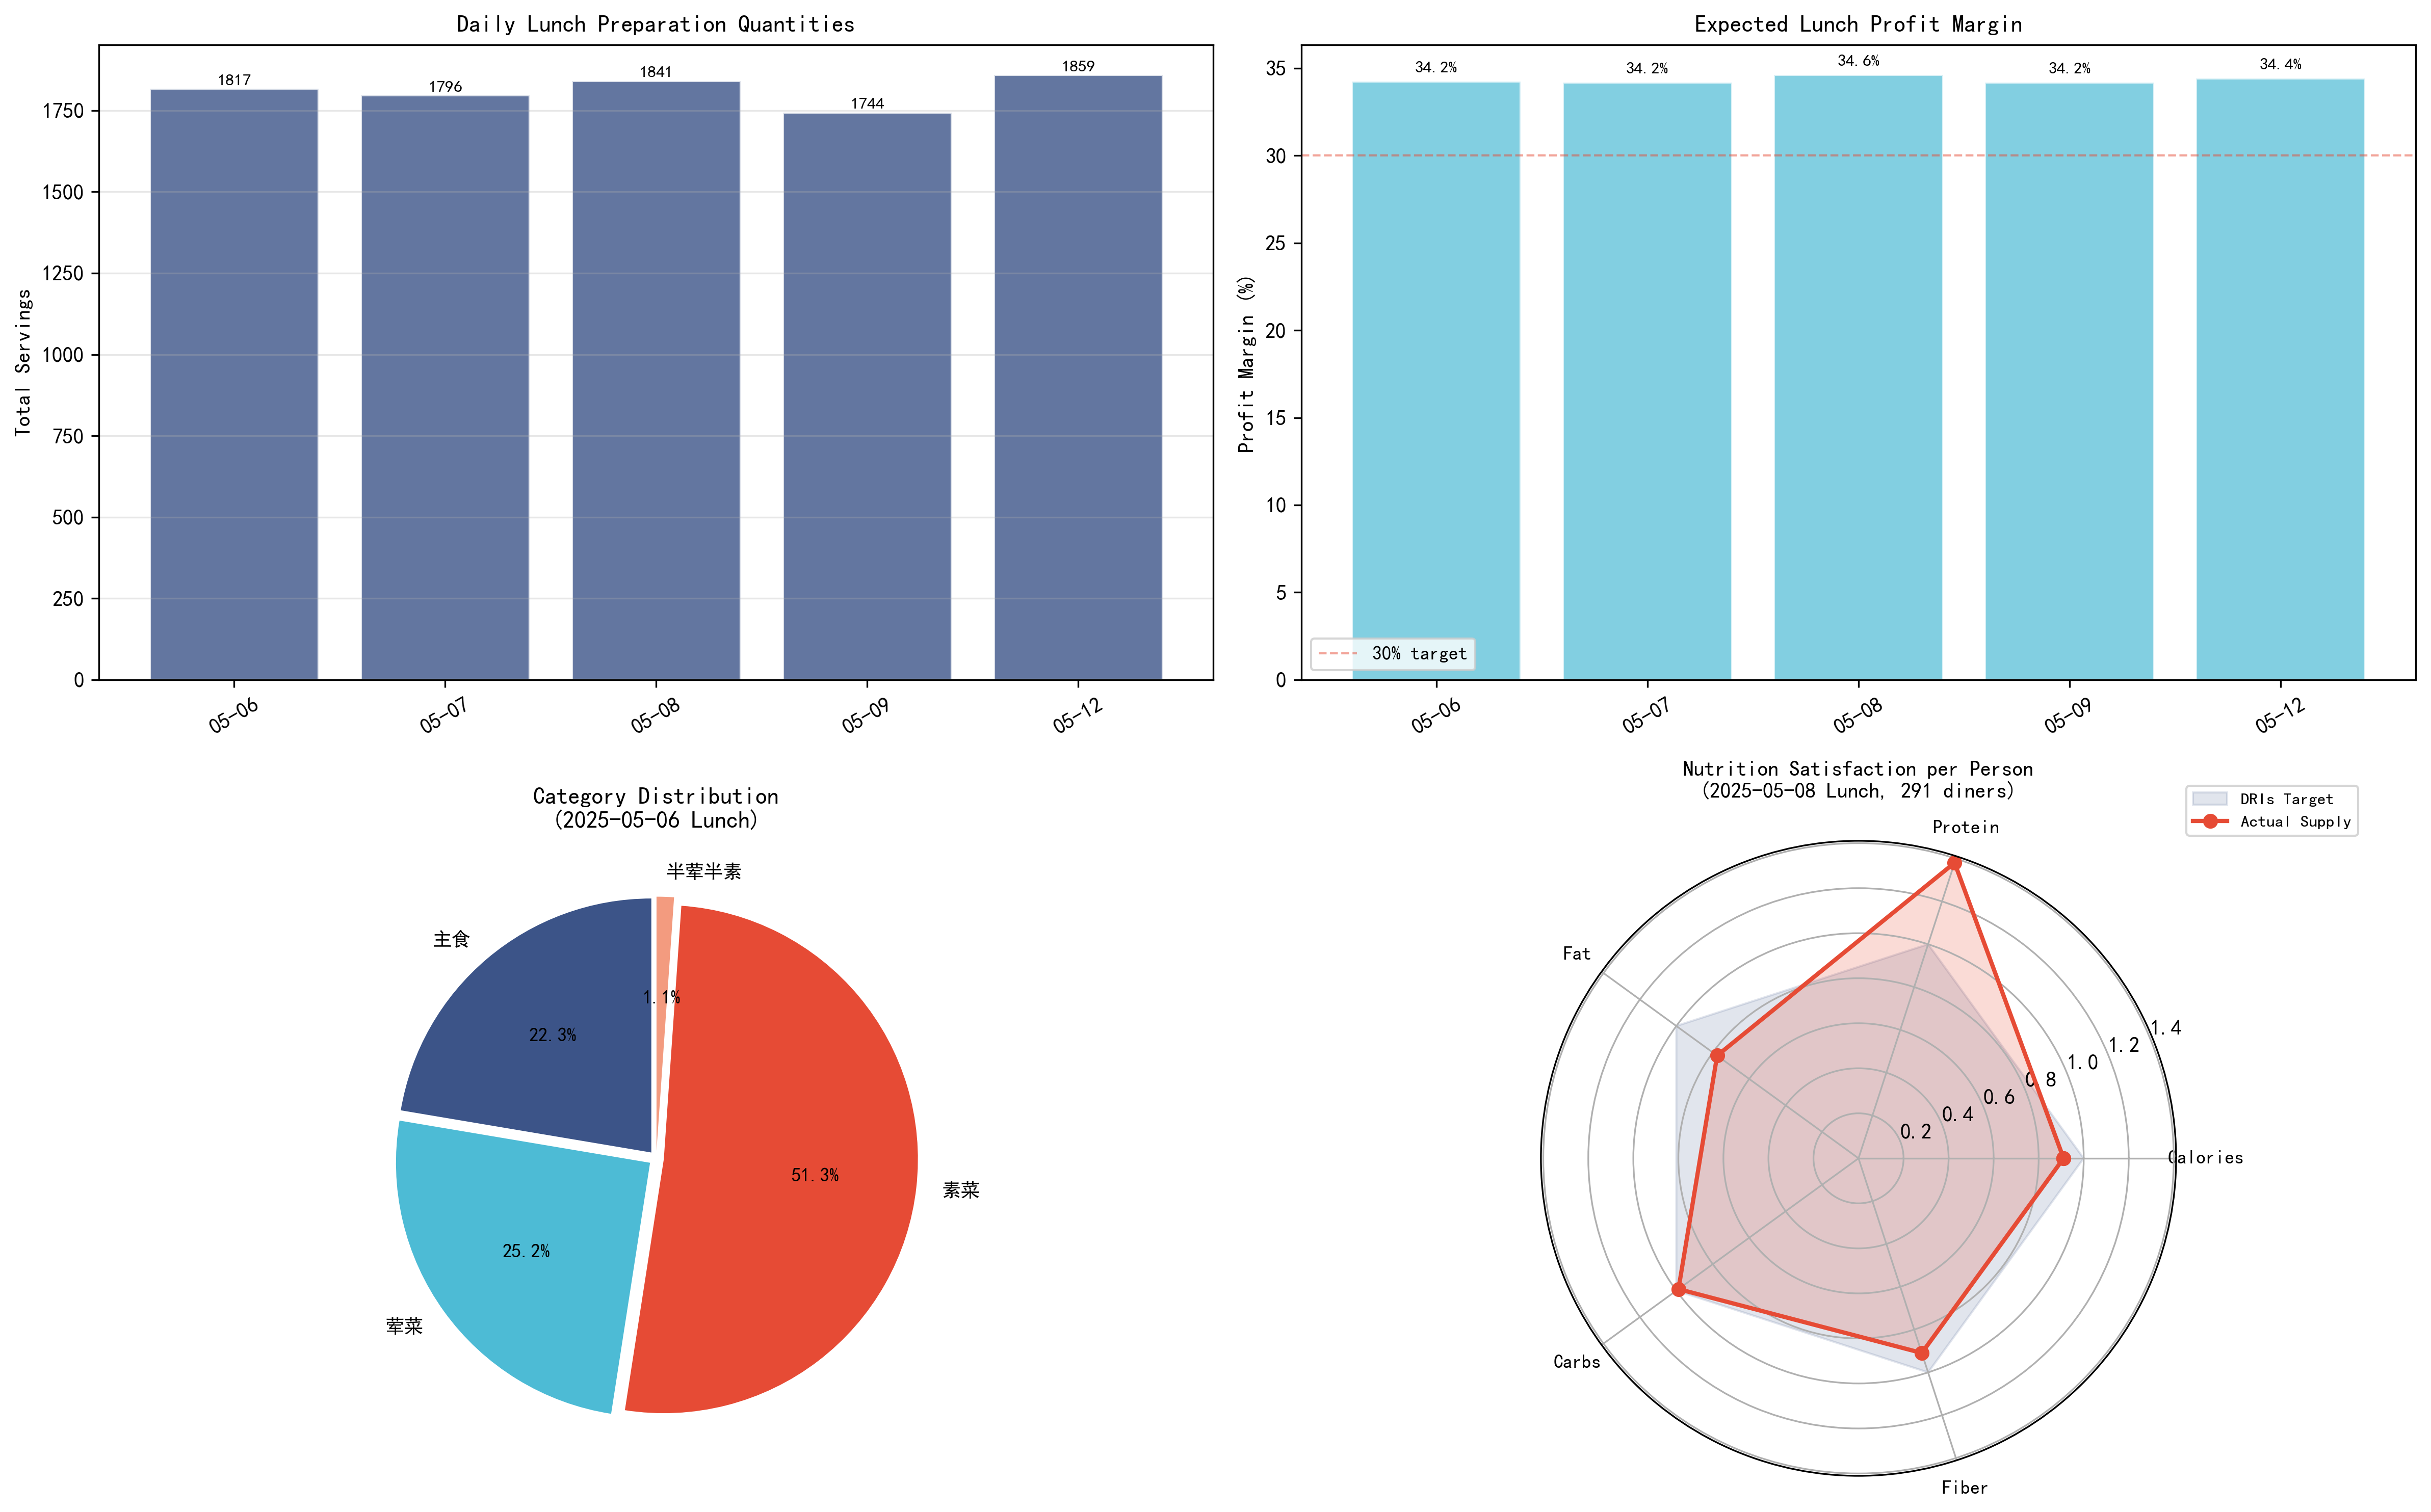 Daily Lunch Preparation Quantities
Total Servings
1750
1500
1250
1000
750
500
250
0
1817
1796
1841
1744
1859
05-06
05-07
05-08
05-09
05-12
Expected Lunch Profit Margin
Profit Margin (%)
35
30
25
20
15
10
5
0
34.2%
34.2%
34.6%
34.2%
34.4%
30% target
05-06
05-07
05-08
05-09
05-12
Category Distribution
(2025-05-06 Lunch)
半荤半素
主食
1.1%
22.3%
51.3%
素菜
25.2%
荤菜
Nutrition Satisfaction per Person
(2025-05-08 Lunch, 291 diners)
DRIs Target
Actual Supply
Protein
Fat
1.4
1.2
1.0
0.8
0.6
0.4
0.2
Calories
Carbs
Fiber